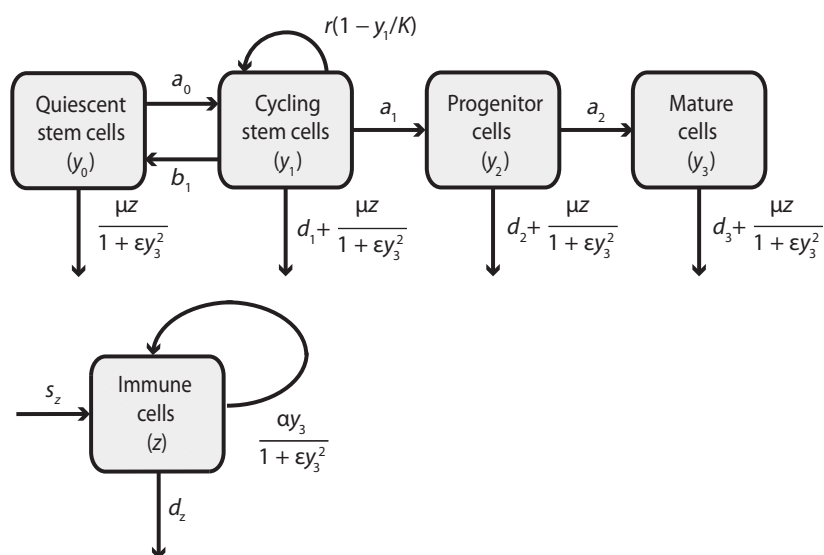 r(1 – y₁/K)
Quiescent
stem cells
(y₀)
a₀
b₁
Cycling
stem cells
(y₁)
a₁
Progenitor
cells
(y₂)
a₂
Mature
cells
(y₃)
μz
1 + εy₃²
d₁+ μz
1 + εy₃²
d₂+ μz
1 + εy₃²
d₃+ μz
1 + εy₃²
s_z
Immune
cells
(z)
αy₃
1 + εy₃²
d_z